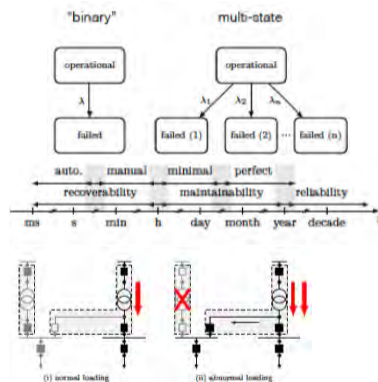 "binary" multi-state
operational operational
λ λ₁ λ₂ λₙ
failed failed (1) failed (2) ... failed (n)
auto. manual minimal perfect
recoverability maintainability reliability
ms s min h day month year decade
(i) normal loading (ii) abnormal loading